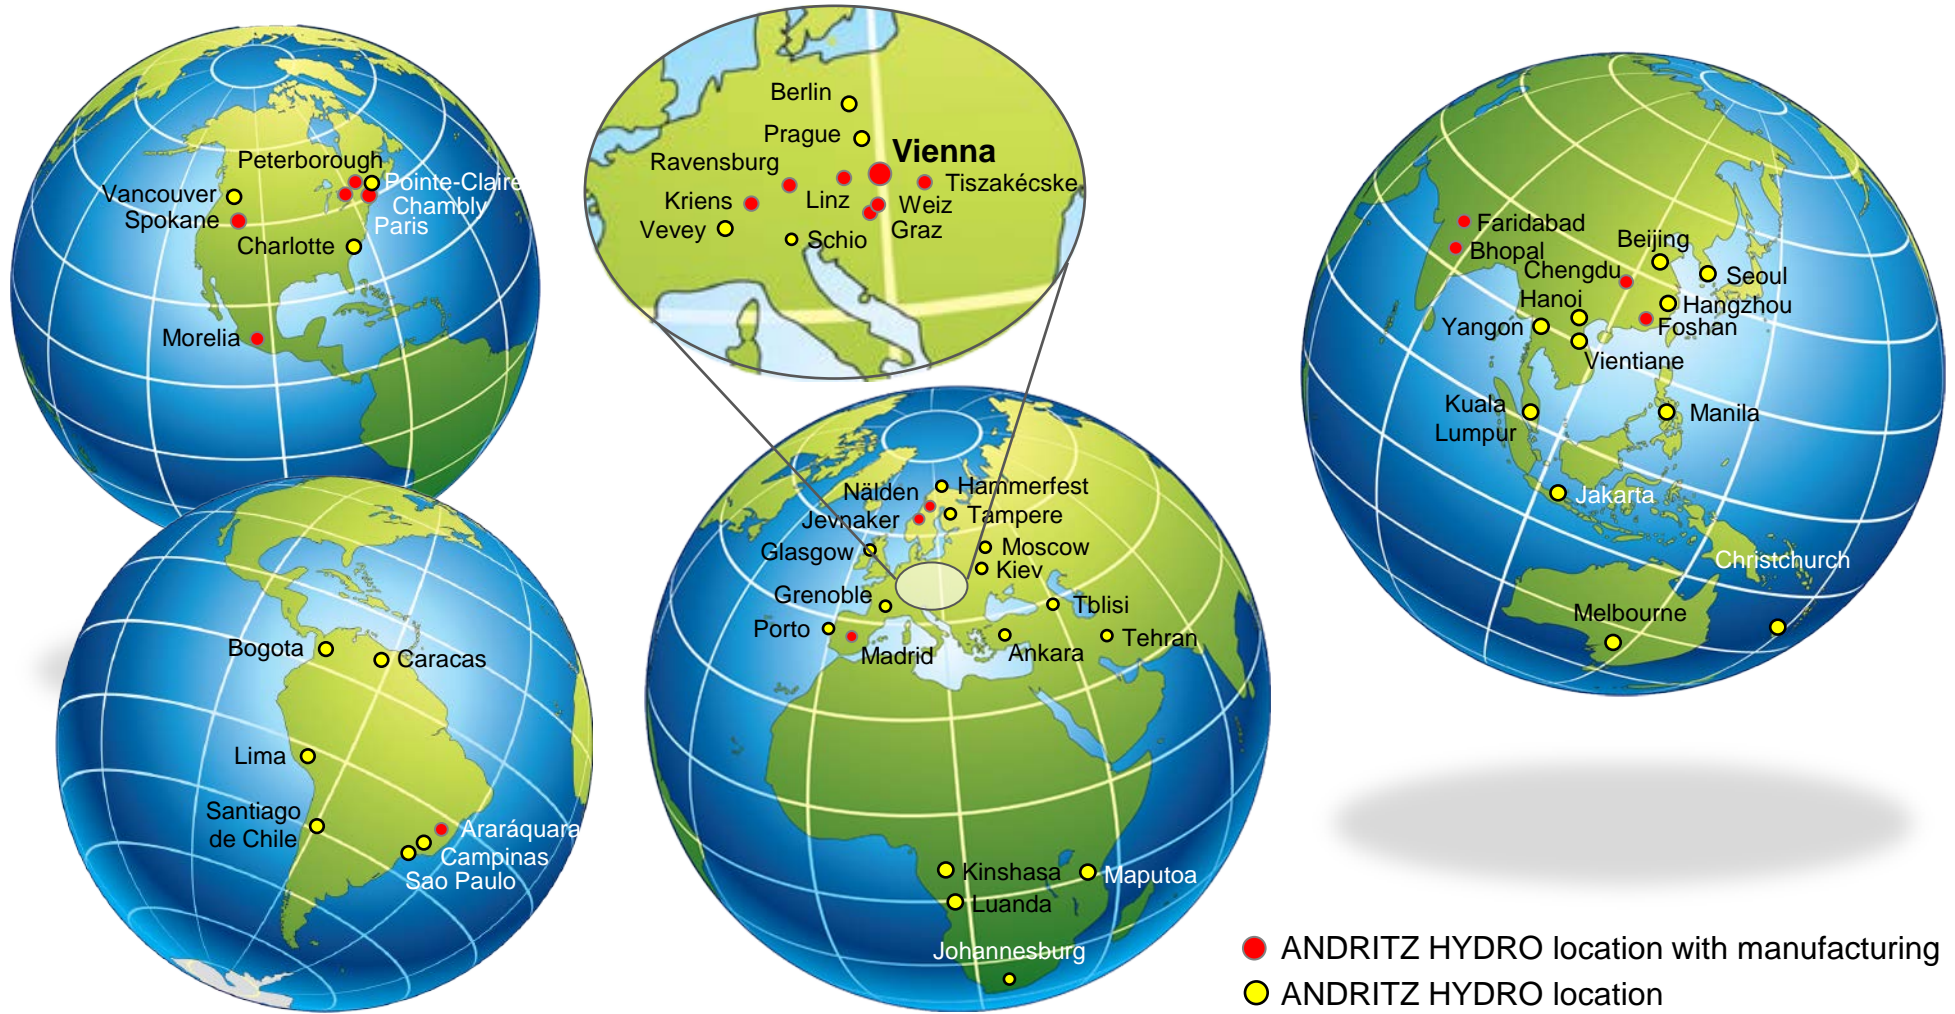 Peterborough
Pointe-Claire
Vancouver
Chambly
Spokane
Paris
Charlotte
Morelia
Berlin
Prague
Vienna
Ravensburg
Tiszakécske
Kriens
Linz
Weiz
Vevey
Schio
Graz
Faridabad
Bhopal
Beijing
Chengdu
Seoul
Hanoi
Hangzhou
Yangon
Foshan
Vientiane
Kuala
Lumpur
Manila
Jakarta
Christchurch
Melbourne
Bogota
Caracas
Lima
Santiago
de Chile
Araráquara
Campinas
Sao Paulo
Hammerfest
Nälden
Jevnaker
Tampere
Glasgow
Moscow
Kiev
Grenoble
Tblisi
Porto
Madrid
Ankara
Tehran
Kinshasa
Maputoa
Luanda
Johannesburg
ANDRITZ HYDRO location with manufacturing
ANDRITZ HYDRO location